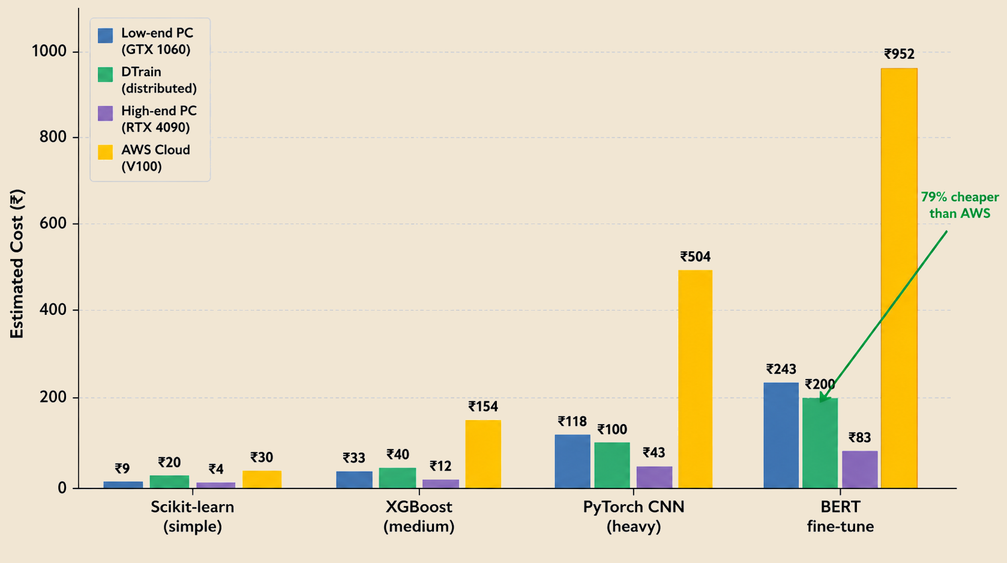 Low-end PC
(GTX 1060)
DTrain
(distributed)
High-end PC
(RTX 4090)
AWS Cloud
(V100)
Estimated Cost (₹)
1000
800
600
400
200
0
₹9
₹20
₹4
₹30
₹33
₹40
₹12
₹154
₹118
₹100
₹43
₹504
₹243
₹200
₹83
₹952
79% cheaper
than AWS
Scikit-learn
(simple)
XGBoost
(medium)
PyTorch CNN
(heavy)
BERT
fine-tune